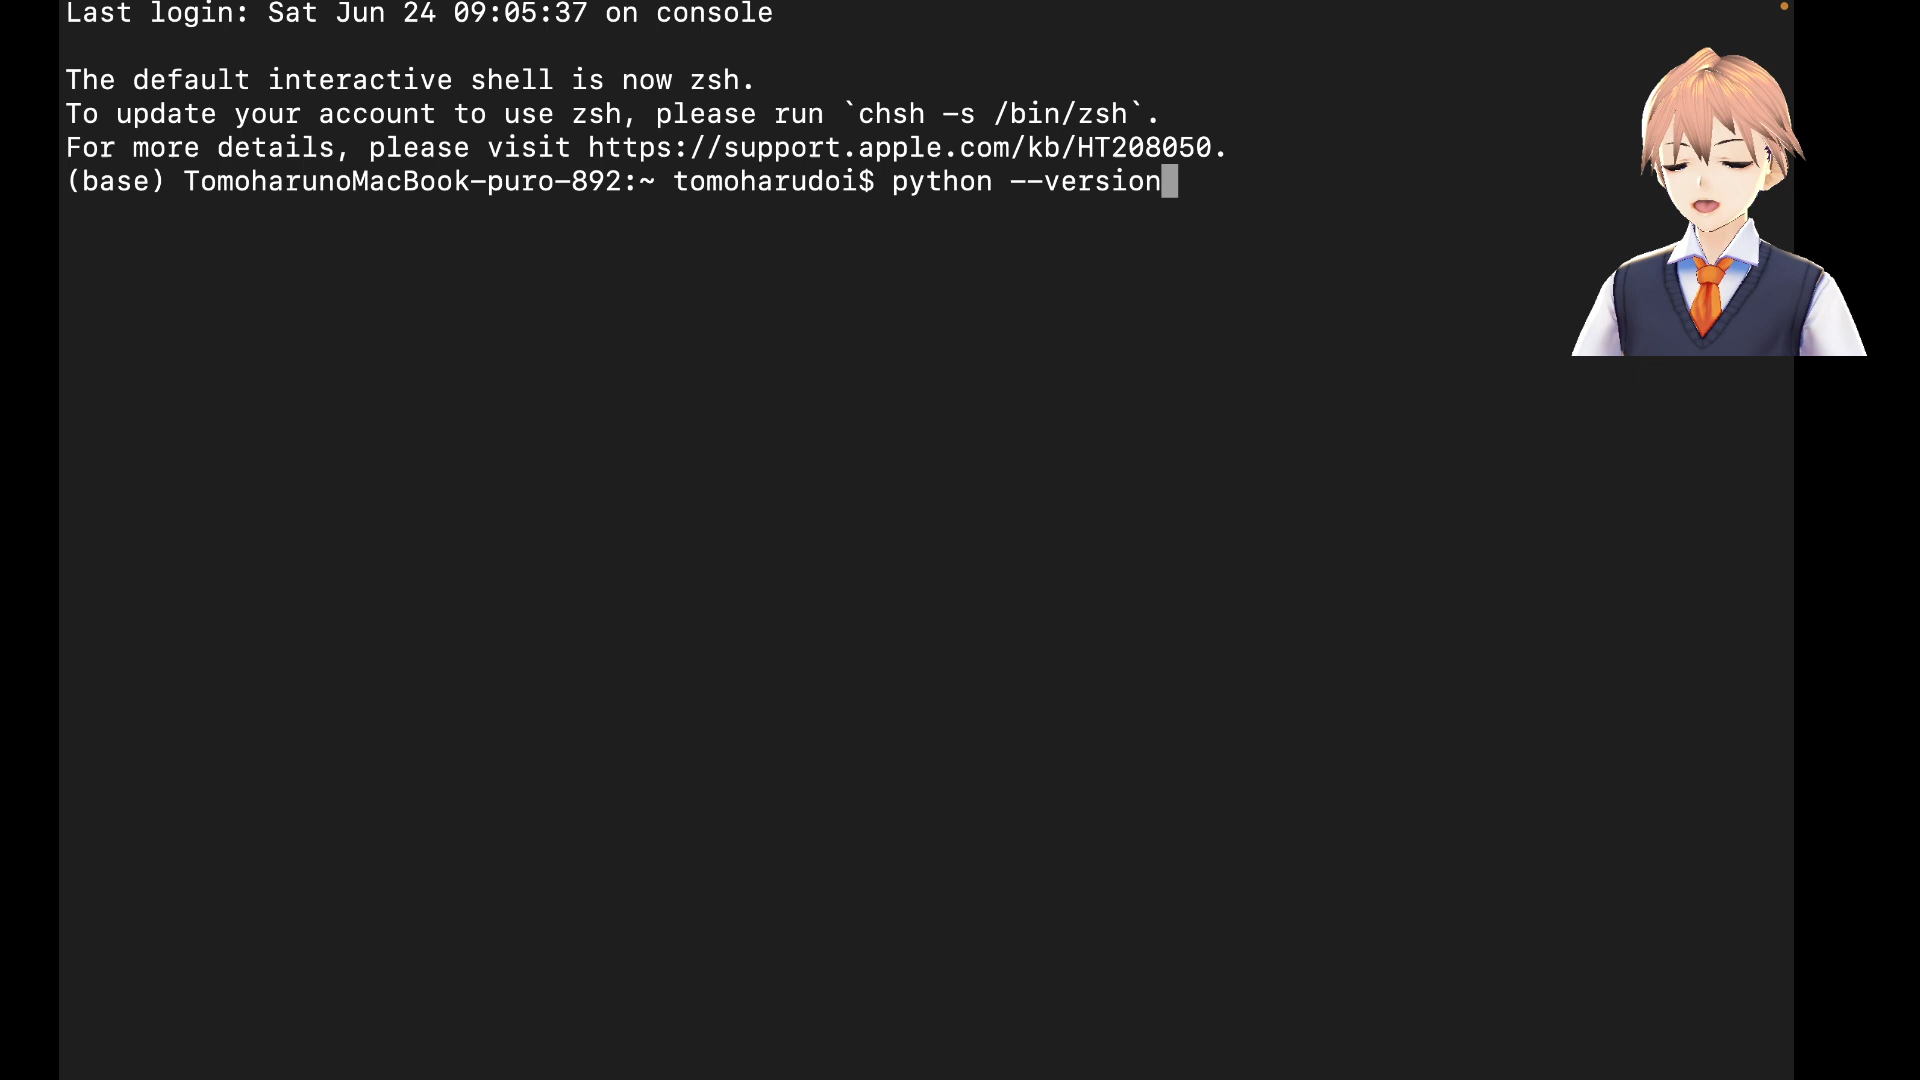 Last login: Sat Jun 24 09:05:37 on console
The default interactive shell is now zsh.
To update your account to use zsh, please run `chsh -s /bin/zsh`.
For more details, please visit https://support.apple.com/kb/HT208050.
(base) TomoharunoMacBook-puro-892:~ tomoharudoi$ python --version